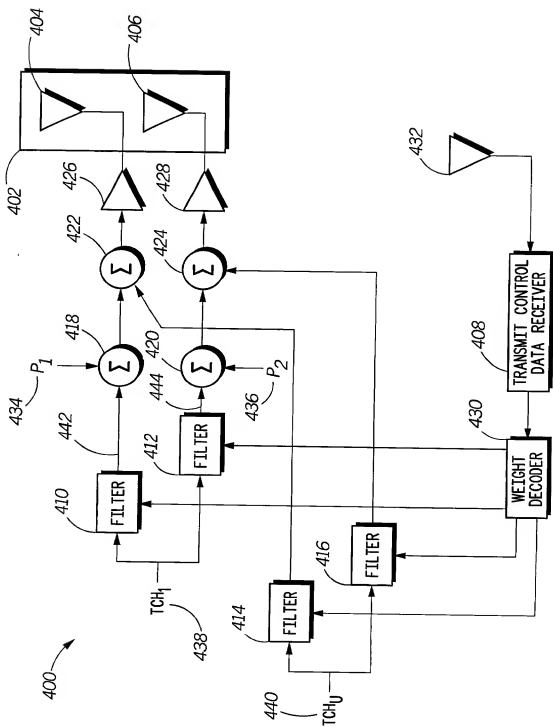 400
402
404
406
426
428
422
424
418
420
434 P1
436 P2
442
444
410
FILTER
412
FILTER
TCH1
438
414
FILTER
416
FILTER
440
TCHU
432
408
TRANSMIT CONTROL
DATA RECEIVER
430
WEIGHT
DECODER
Σ
Σ
Σ
Σ